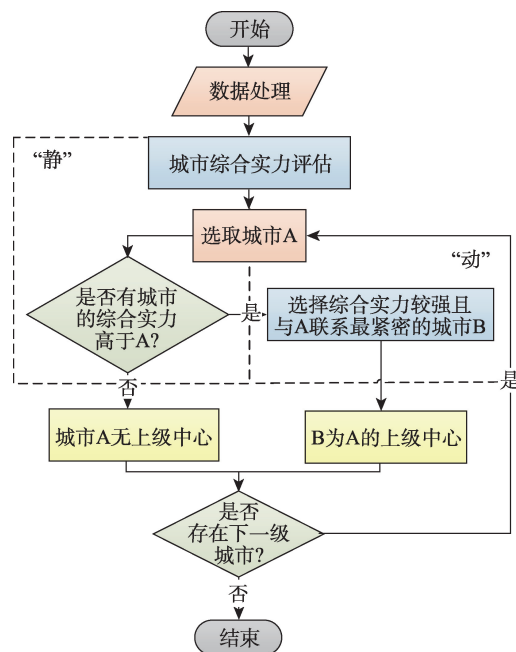 开始
数据处理
“静”
城市综合实力评估
选取城市A
“动”
是否有城市
的综合实力
高于A?
是
选择综合实力较强且
与A联系最紧密的城市B
否
是
城市A无上级中心
B为A的上级中心
是否
存在下一级
城市?
否
结束